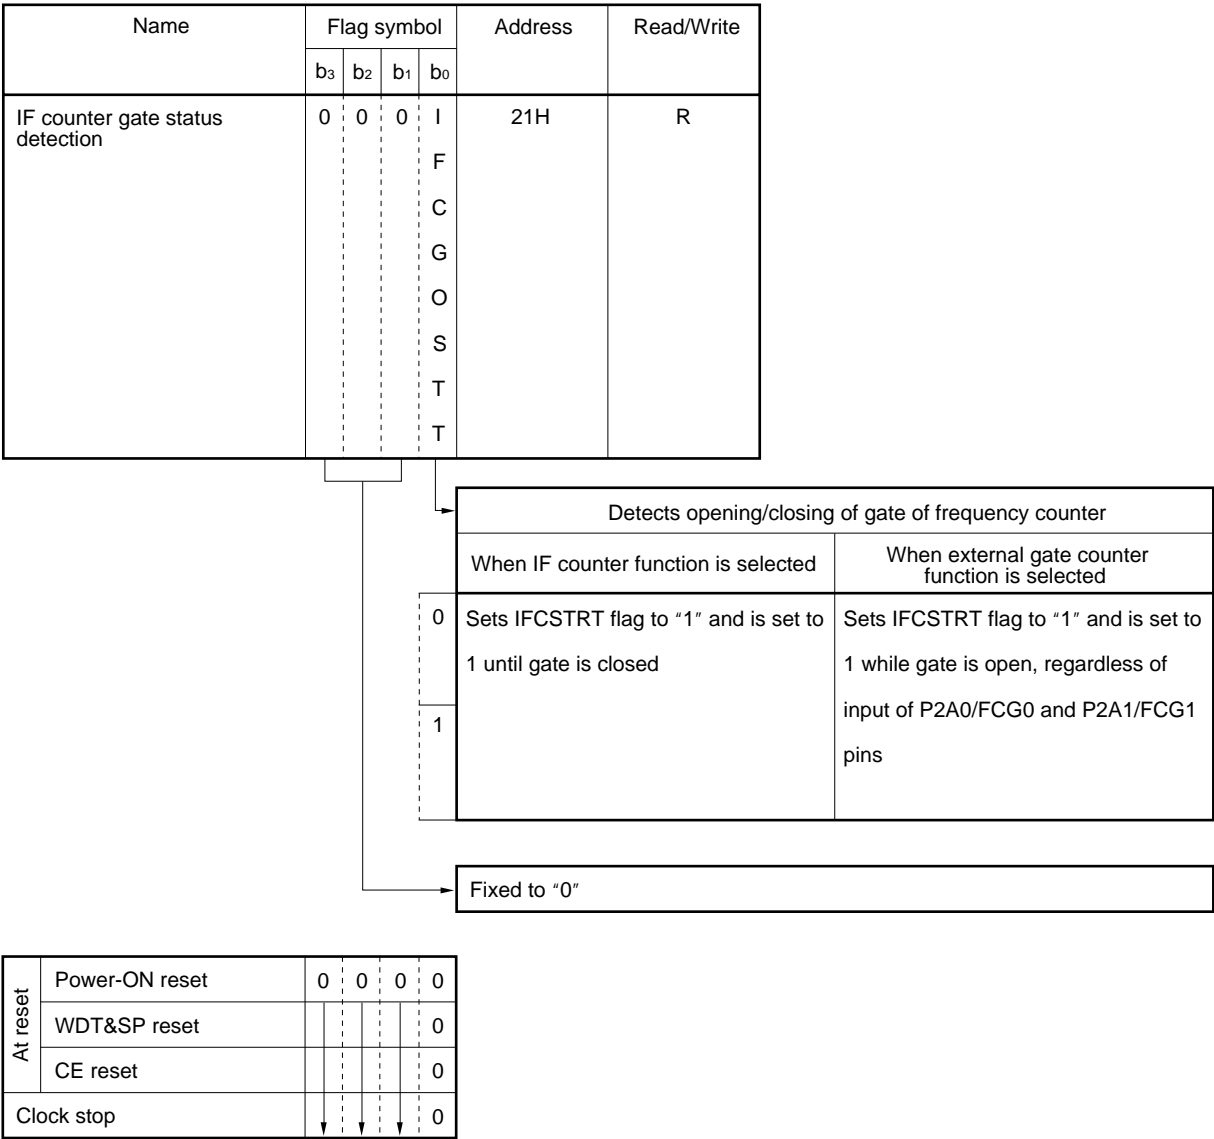 Name Flag symbol Address Read/Write
b3 b2 b1 b0
IF counter gate status 0 0 0 I 21H R
detection
F
C
G
O
S
T
T
Detects opening/closing of gate of frequency counter
When IF counter function is selected When external gate counter
function is selected
0 Sets IFCSTRT flag to "1" and is set to Sets IFCSTRT flag to "1" and is set to
1 until gate is closed 1 while gate is open, regardless of
1 input of P2A0/FCG0 and P2A1/FCG1
pins
Fixed to "0"
At reset Power-ON reset 0 0 0 0
WDT&SP reset 0
CE reset 0
Clock stop 0